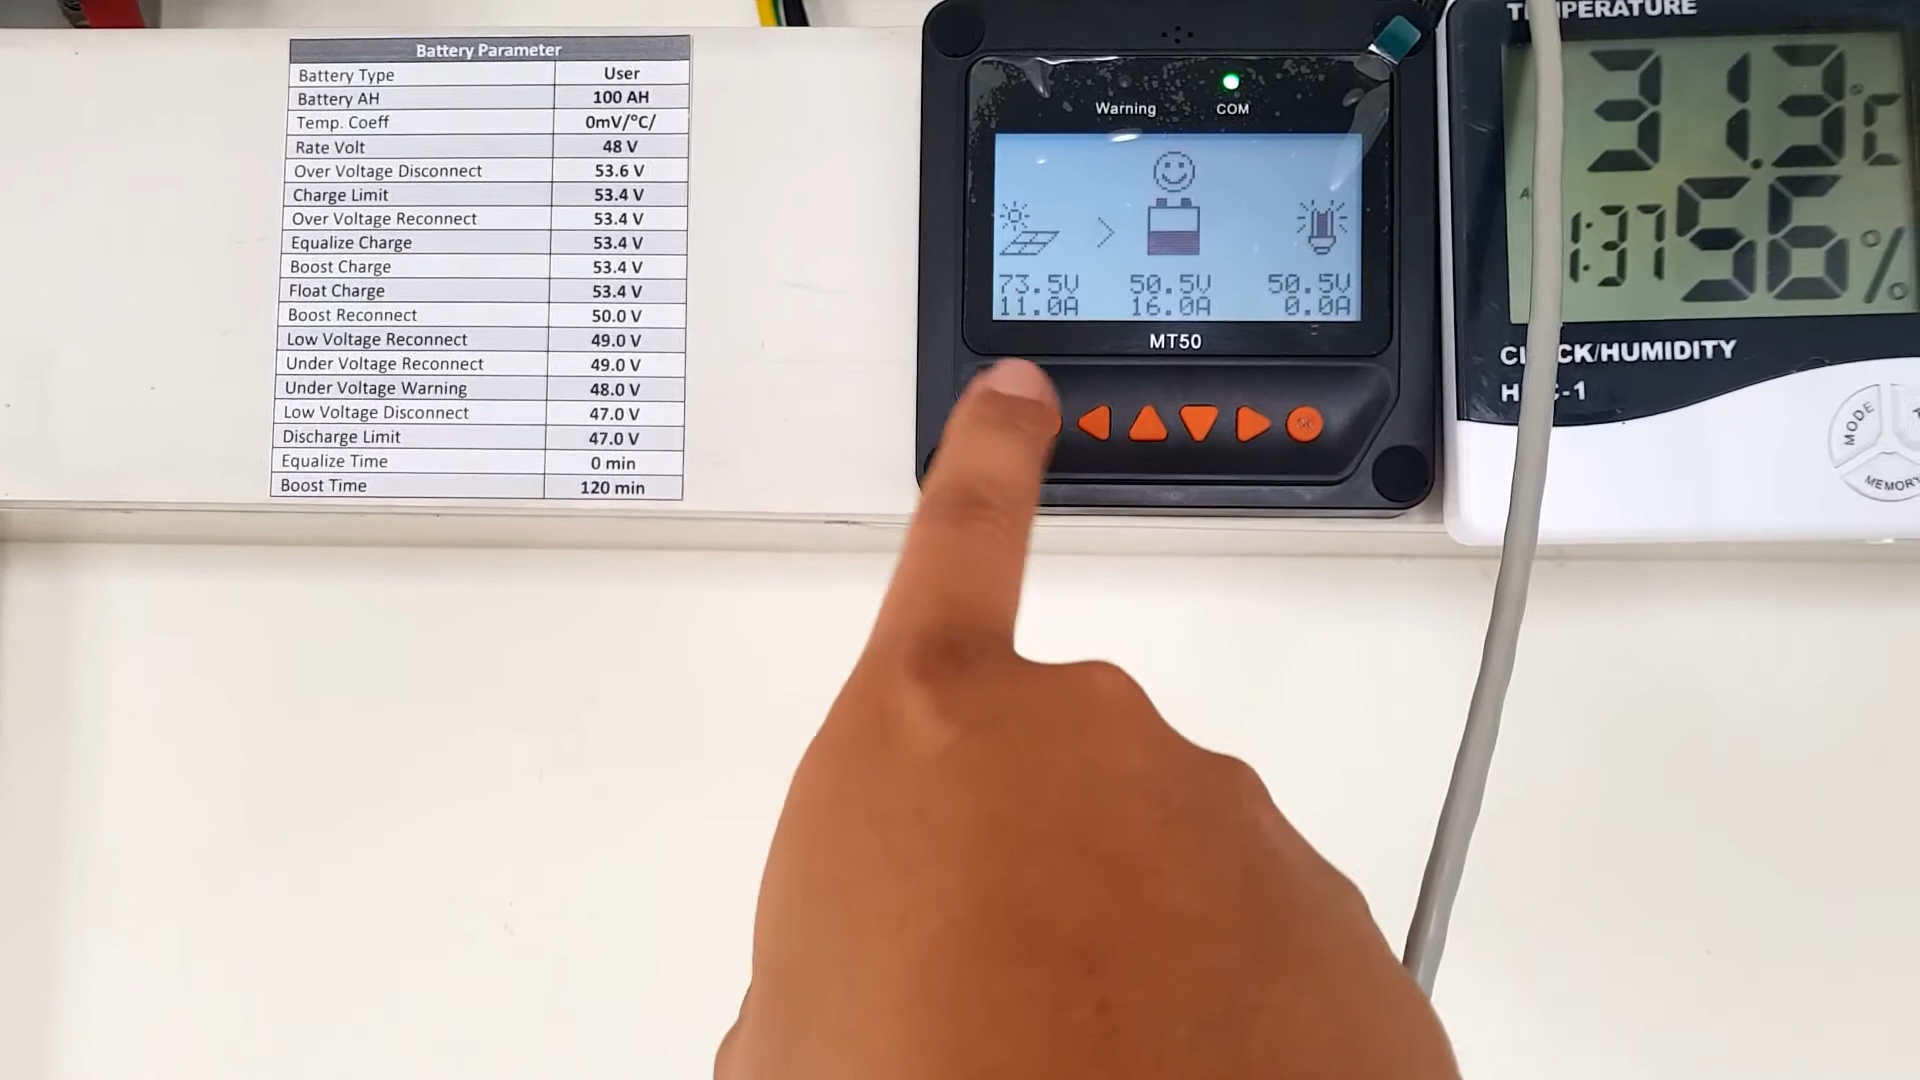 Battery Parameter
Battery Type User
Battery AH 100 AH
Temp. Coeff 0mV/°C/
Rate Volt 48 V
Over Voltage Disconnect 53.6 V
Charge Limit 53.4 V
Over Voltage Reconnect 53.4 V
Equalize Charge 53.4 V
Boost Charge 53.4 V
Float Charge 53.4 V
Boost Reconnect 50.0 V
Low Voltage Reconnect 49.0 V
Under Voltage Reconnect 49.0 V
Under Voltage Warning 48.0 V
Low Voltage Disconnect 47.0 V
Discharge Limit 47.0 V
Equalize Time 0 min
Boost Time 120 min
Warning COM
73.5V 50.5V 50.5V
11.0A 16.0A 0.0A
MT50
31.3°C
1:37 56%
/HUMIDITY
MODE
MEMORY